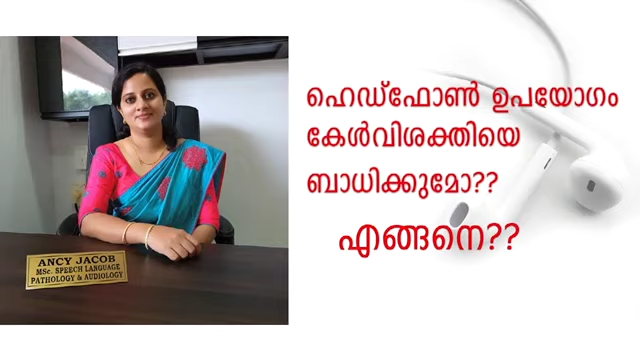 ഹെഡ്ഫോൺ ഉപയോഗം
കേൾവിശക്തിയെ
ബാധിക്കുമോ??
എങ്ങനെ??
ANCY JACOB
MSc. SPEECH LANGUAGE
PATHOLOGY & AUDIOLOGY